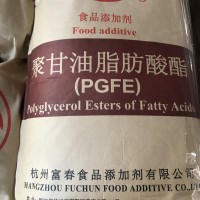 食品添加剂
Food additive
聚甘油脂肪酸酯
(PGFE)
Polyglycerol Esters of Fatty Acids
杭州富春食品添加剂有限公司
HANGZHOU FUCHUN FOOD ADDITIVE CO.,L